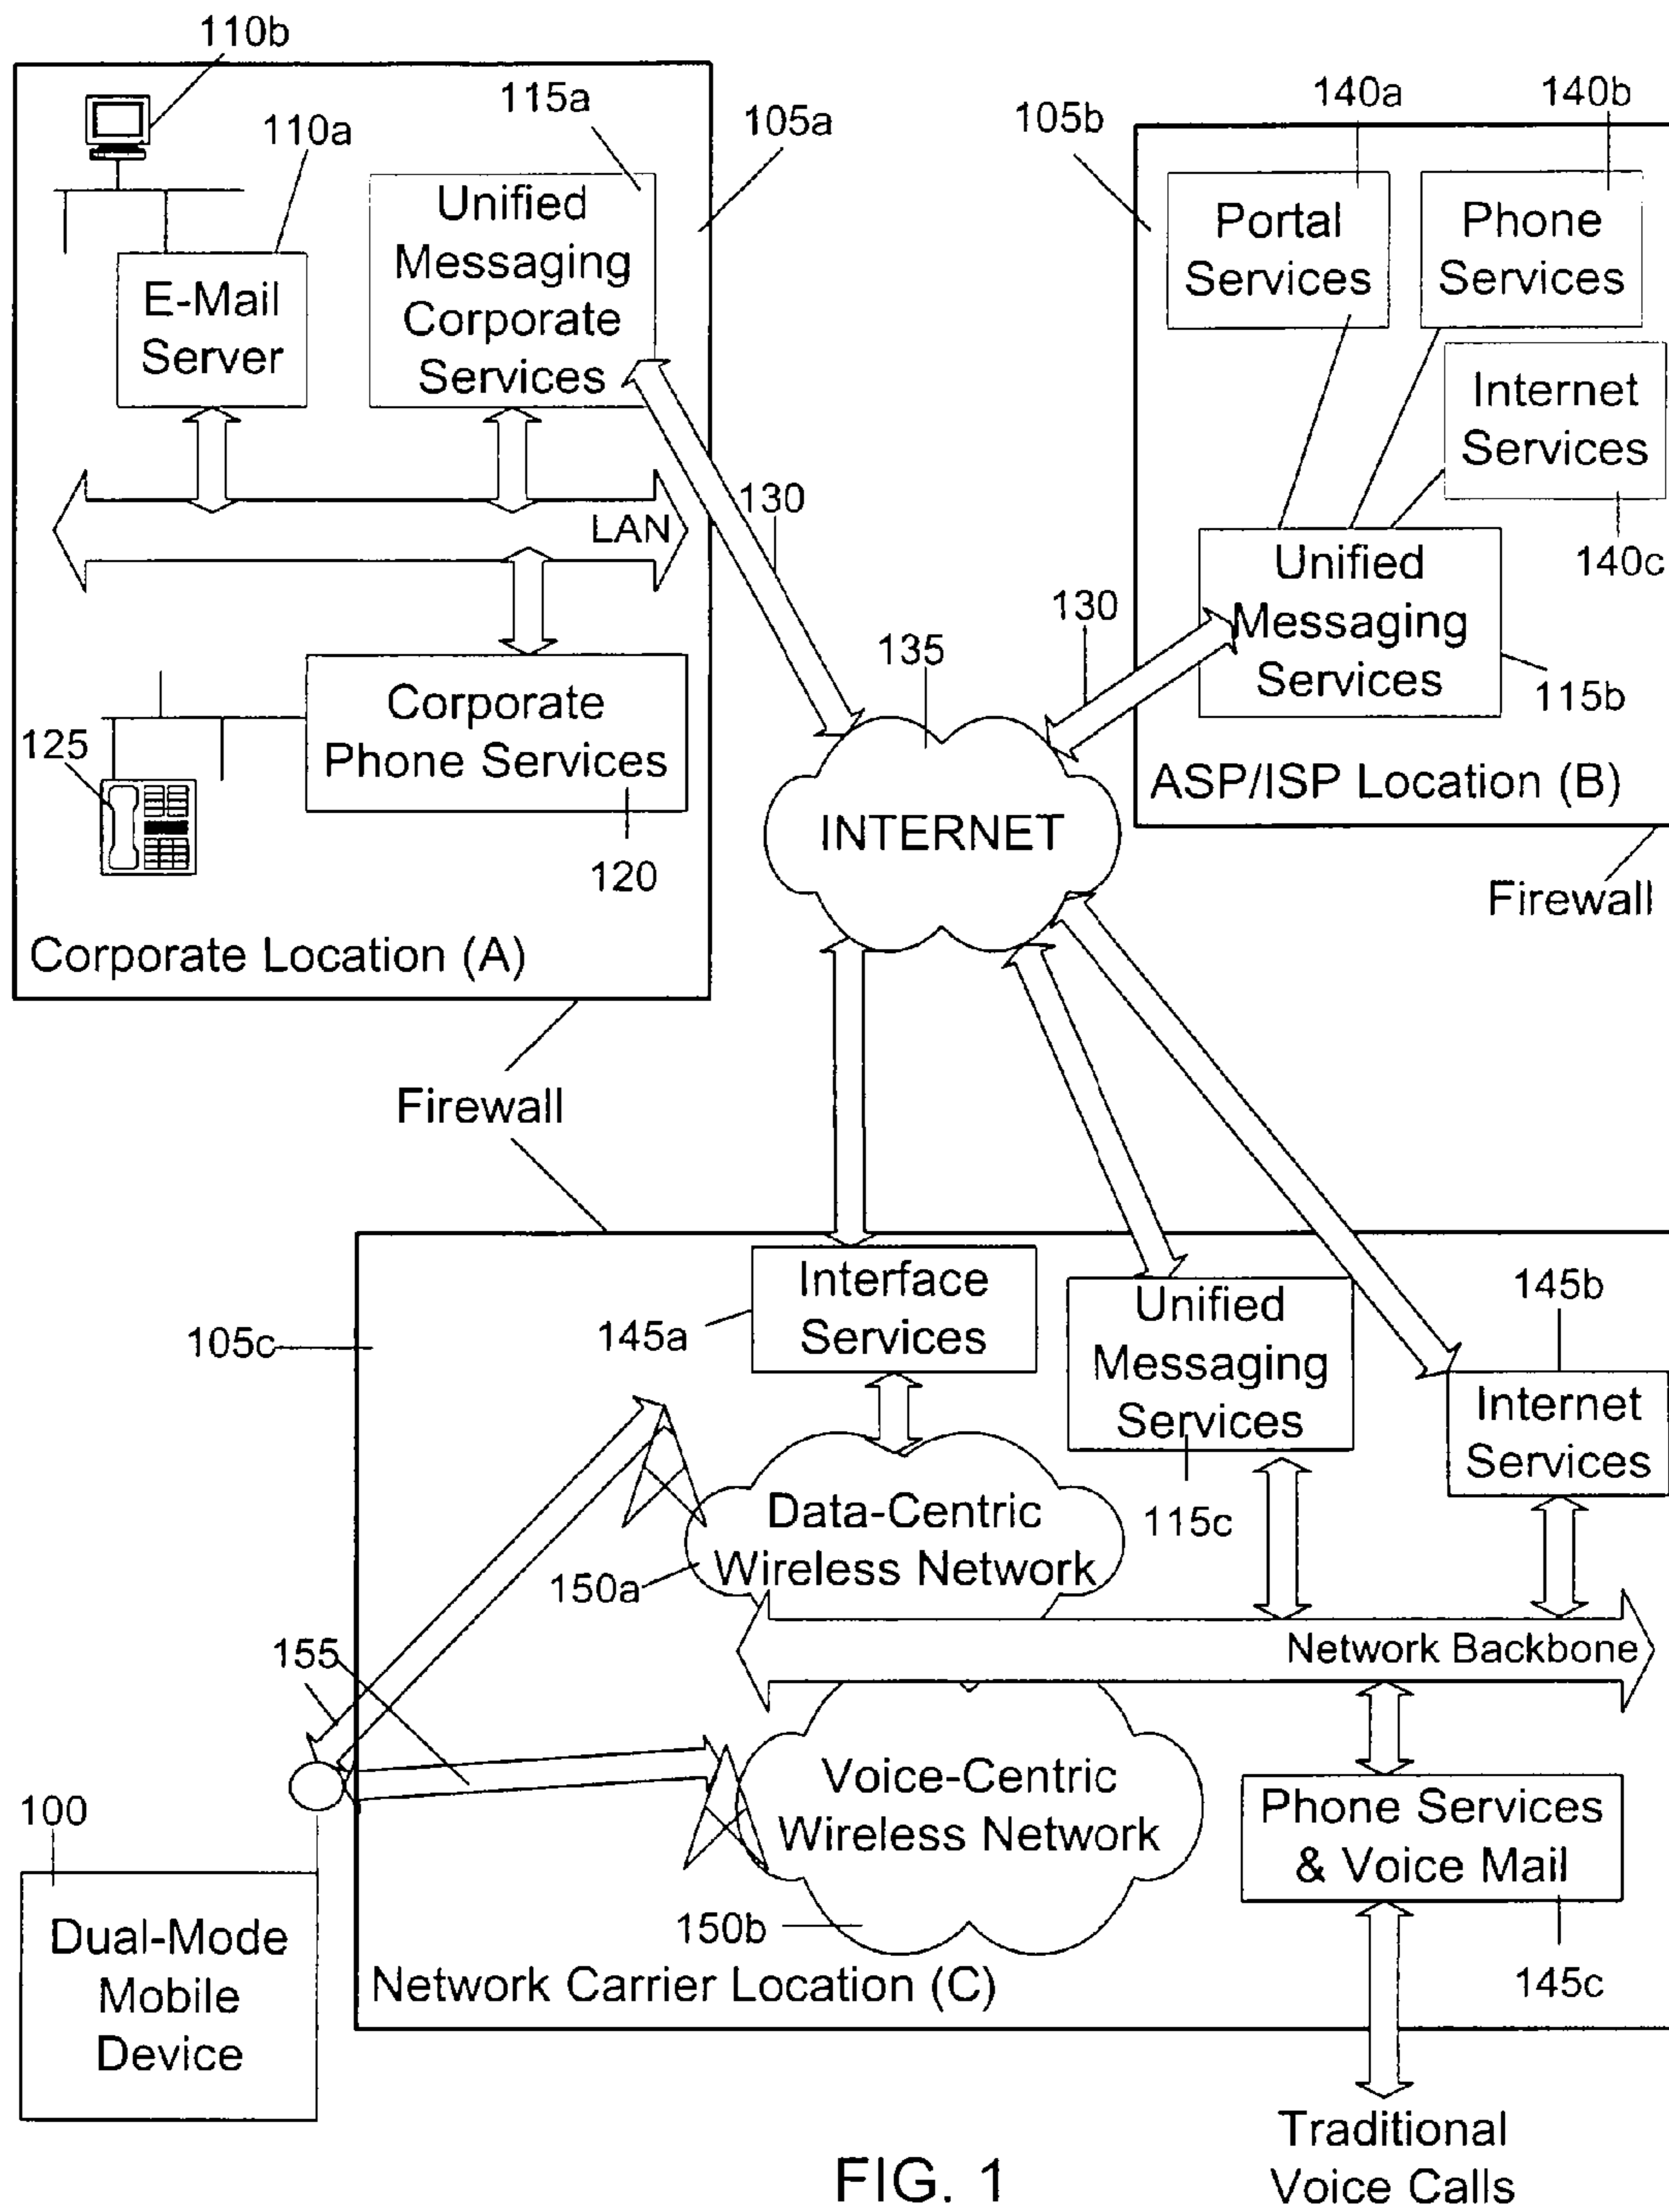 110b
115a
110a
105a
Unified
Messaging
Corporate
Services
E-Mail
Server
LAN
130
Corporate
Phone Services
125
120
Corporate Location (A)
Firewall
105b
140a
140b
Portal
Services
Phone
Services
Internet
Services
140c
130
Unified
Messaging
Services
115b
ASP/ISP Location (B)
Firewall
135
INTERNET
105c
145a
Interface
Services
Unified
Messaging
Services
115c
145b
Internet
Services
Data-Centric
Wireless Network
150a
155
Network Backbone
Voice-Centric
Wireless Network
150b
Phone Services
& Voice Mail
145c
Network Carrier Location (C)
100
Dual-Mode
Mobile
Device
Traditional
Voice Calls
FIG. 1